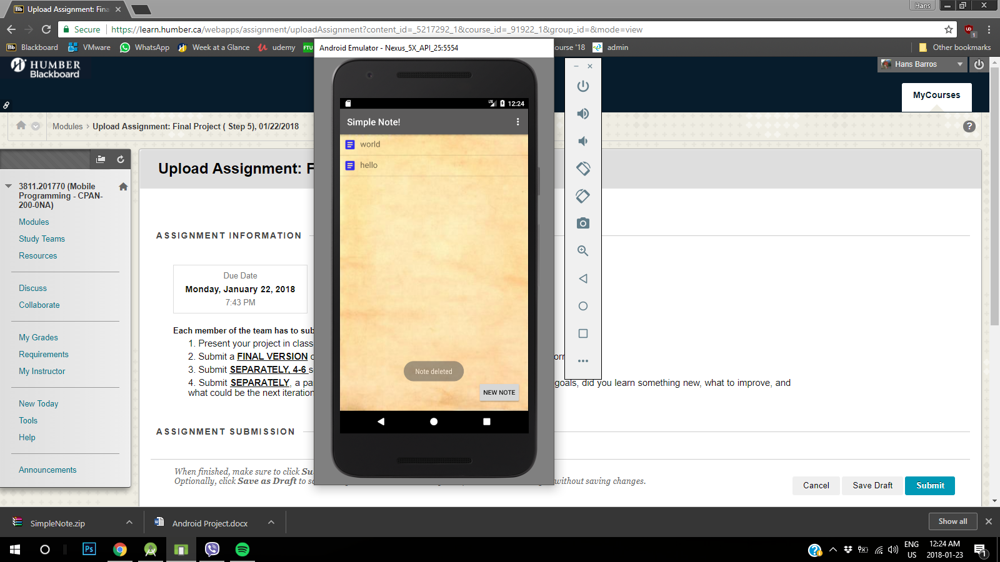 Upload Assignment: Fina
Hans
Secure
https://learn.humber.ca/webapps/assignment/uploadAssignment?content_id=_5217292_1&course_id=_91922_1&group_id=&mode=view
Blackboard
VMware
WhatsApp
Week at a Glance
udemy
FTU
ourse '18
admin
Other bookmarks
Android Emulator - Nexus_5X_API_25:5554
HUMBER
Blackboard
Hans Barros
MyCourses
Modules > Upload Assignment: Final Project ( Step 5), 01/22/2018
3811.201770 (Mobile
Programming - CPAN-
200-0NA)
Modules
Study Teams
Resources
Discuss
Collaborate
My Grades
Requirements
My Instructor
New Today
Tools
Help
Announcements
Upload Assignment: F
ASSIGNMENT INFORMATION
Due Date
Monday, January 22, 2018
7:43 PM
Each member of the team has to sub
1. Present your project in class
2. Submit a FINAL VERSION
3. Submit SEPARATELY, 4-6 s
4. Submit SEPARATELY, a pa
goals, did you learn something new, what to improve, and
what could be the next iteration
ASSIGNMENT SUBMISSION
When finished, make sure to click Su
Optionally, click Save as Draft to s
without saving changes.
Cancel
Save Draft
Submit
LTE
12:24
Simple Note!
world
hello
Note deleted
NEW NOTE
SimpleNote.zip
Android Project.docx
Show all
Ps
ENG
US
12:24 AM
2018-01-23
1